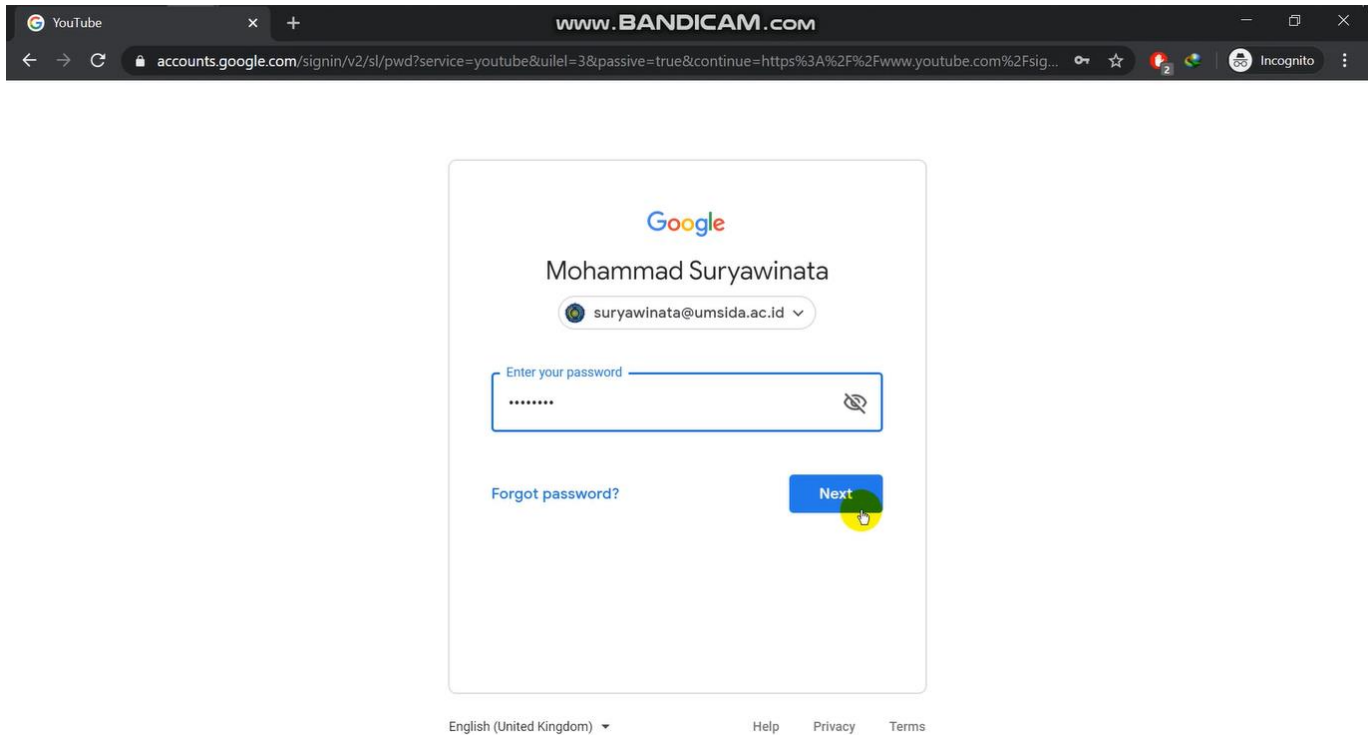 YouTube
www.BANDICAM.com
accounts.google.com/signin/v2/sl/pwd?service=youtube&uilel=3&passive=true&continue=https%3A%2F%2Fwww.youtube.com%2Fsig...
2
Incognito
Google
Mohammad Suryawinata
suryawinata@umsida.ac.id
Enter your password
••••••••
Forgot password?
Next
English (United Kingdom)
Help Privacy Terms